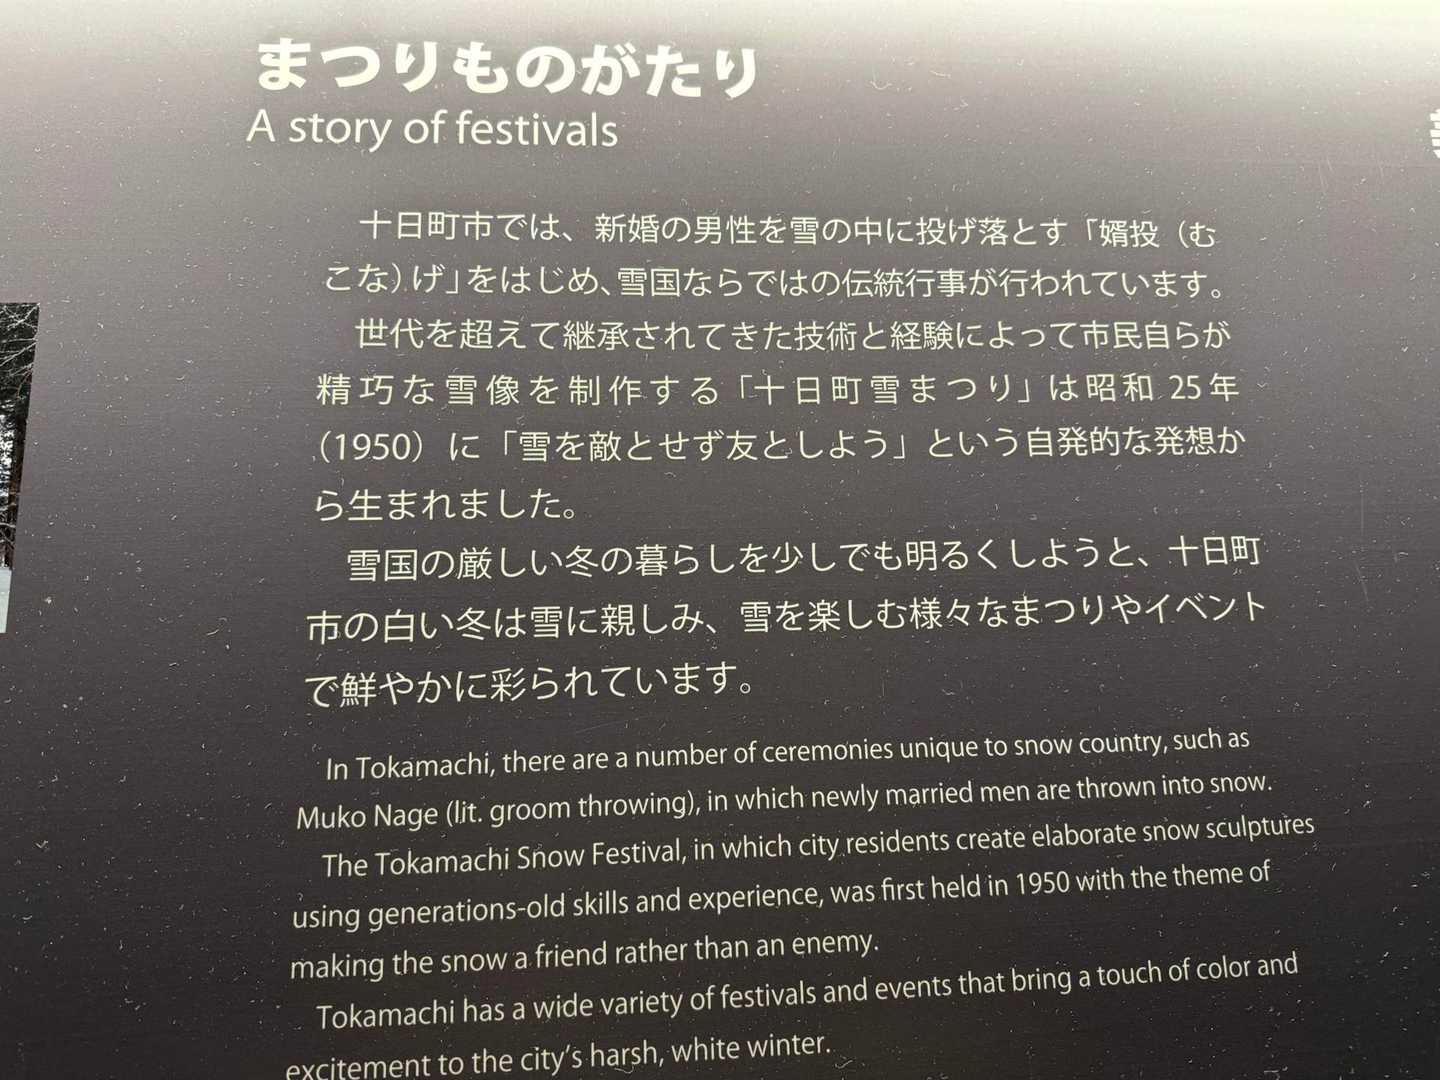 まつりものがたり
A story of festivals
十日町市では、新婚の男性を雪の中に投げ落とす「婿投（む
こな）げ」をはじめ、雪国ならではの伝統行事が行われています。
世代を超えて継承されてきた技術と経験によって市民自らが
精巧な雪像を制作する「十日町雪まつり」は昭和 25 年
（1950）に「雪を敵とせず友としよう」という自発的な発想か
ら生まれました。
雪国の厳しい冬の暮らしを少しでも明るくしようと、十日町
市の白い冬は雪に親しみ、雪を楽しむ様々なまつりやイベント
で鮮やかに彩られています。
In Tokamachi, there are a number of ceremonies unique to snow country, such as
Muko Nage (lit. groom throwing), in which newly married men are thrown into snow.
The Tokamachi Snow Festival, in which city residents create elaborate snow sculptures
using generations-old skills and experience, was first held in 1950 with the theme of
making the snow a friend rather than an enemy.
Tokamachi has a wide variety of festivals and events that bring a touch of color and
excitement to the city's harsh, white winter.